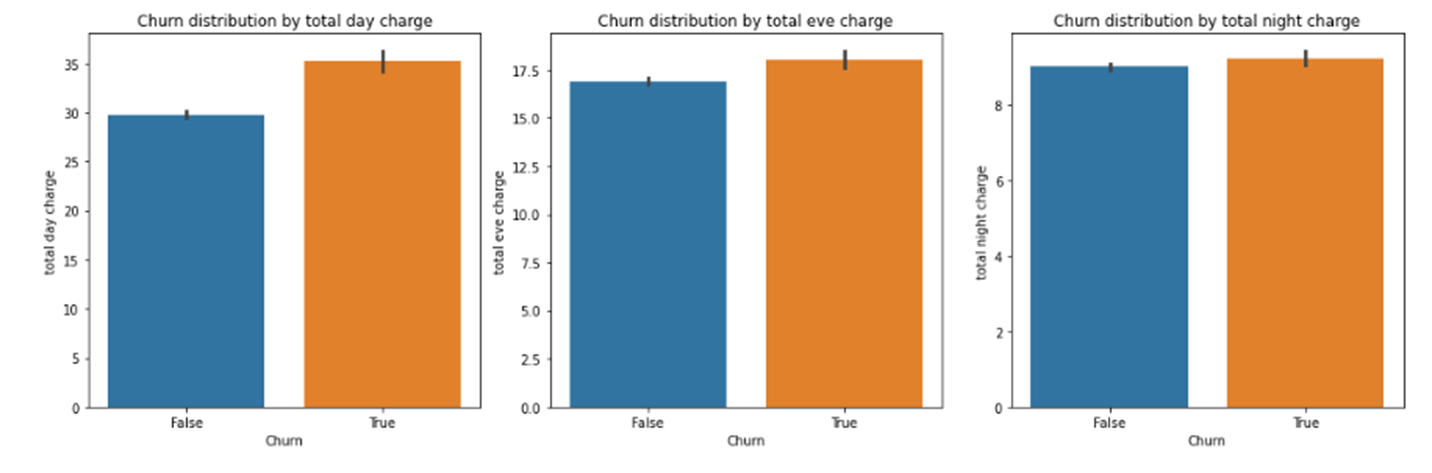 Churn distribution by total day charge
total day charge
35
30
25
20
15
10
5
0
False True
Churn
Churn distribution by total eve charge
total eve charge
17.5
15.0
12.5
10.0
7.5
5.0
2.5
0.0
False True
Churn
Churn distribution by total night charge
total night charge
8
6
4
2
0
False True
Churn